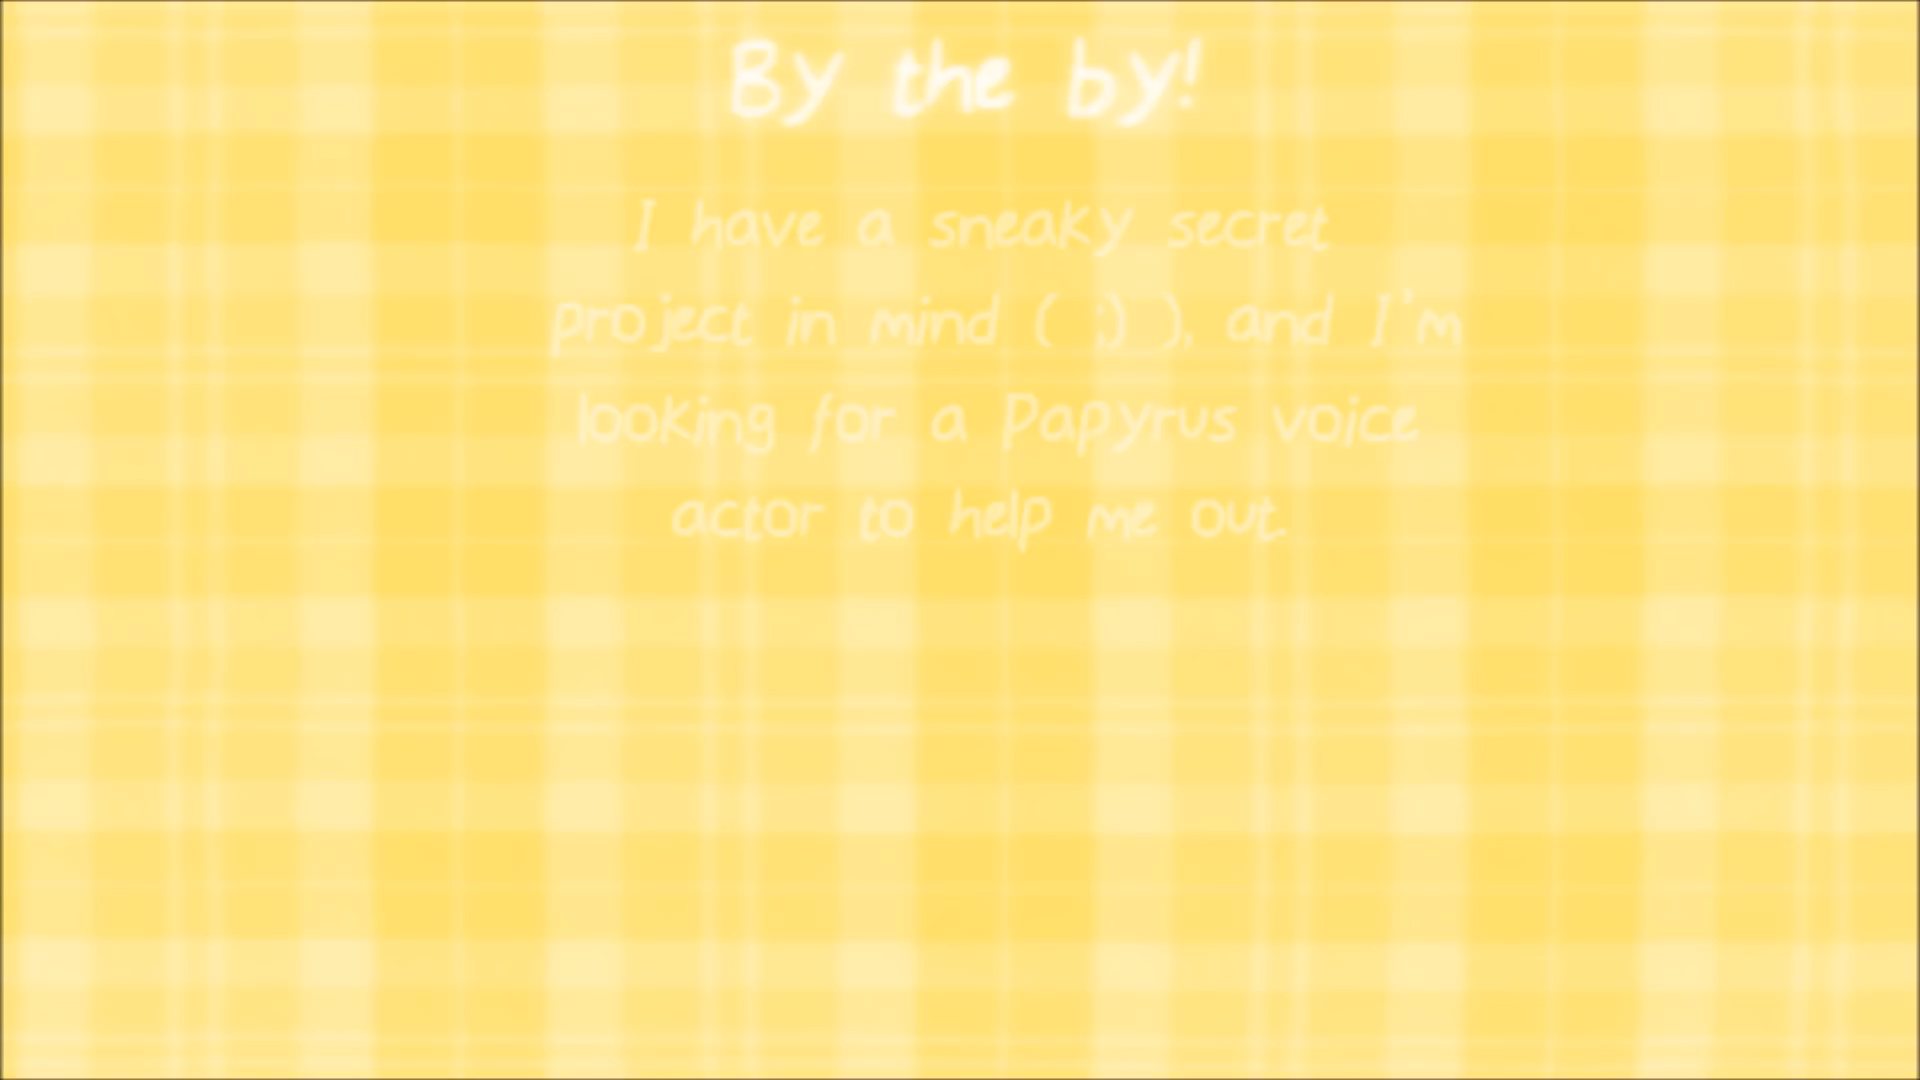 By the by!
I have a sneaky secret
project in mind ( ;) ), and I'm
looking for a Papyrus voice
actor to help me out.